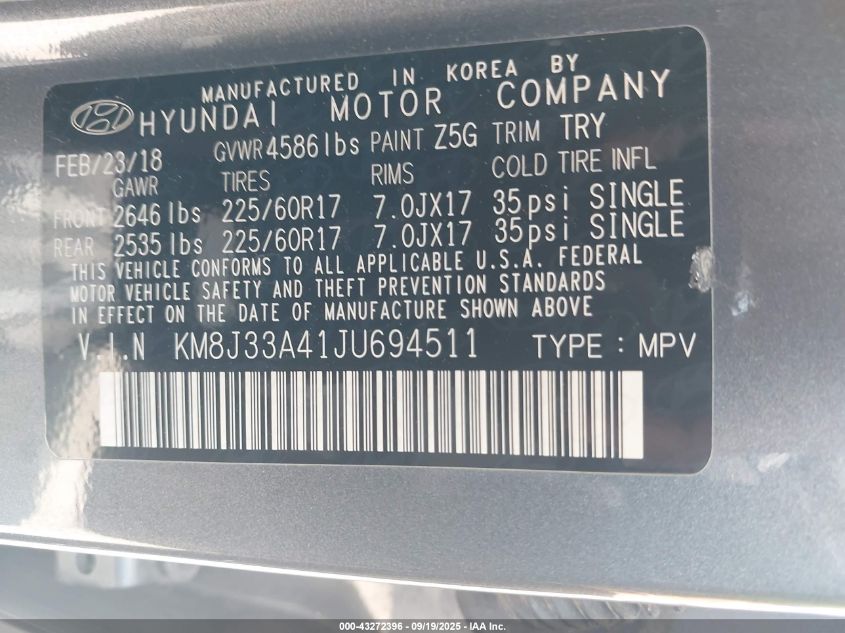 MANUFACTURED IN KOREA BY
HYUNDAI MOTOR COMPANY
FEB/23/18 GVWR 4586lbs PAINT Z5G TRIM TRY
GAWR TIRES RIMS COLD TIRE INFL
FRONT 2646 lbs 225/60R17 7.0JX17 35psi SINGLE
REAR 2535 lbs 225/60R17 7.0JX17 35psi SINGLE
THIS VEHICLE CONFORMS TO ALL APPLICABLE U.S.A. FEDERAL
MOTOR VEHICLE SAFETY AND THEFT PREVENTION STANDARDS
IN EFFECT ON THE DATE OF MANUFACTURE SHOWN ABOVE
V.I.N KM8J33A41JU694511 TYPE : MPV
000-43272396 - 09/19/2025 - IAA Inc.